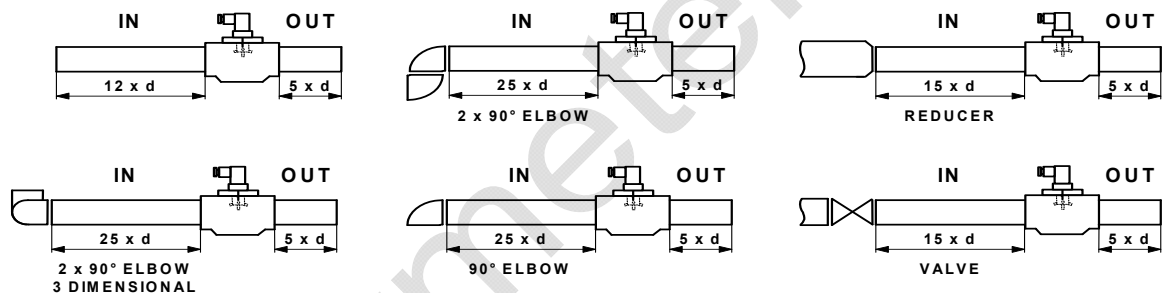 IN OUT
12 x d 5 x d
IN OUT
25 x d 5 x d
2 x 90° ELBOW
IN OUT
15 x d 5 x d
REDUCER
IN OUT
25 x d 5 x d
2 x 90° ELBOW
3 DIMENSIONAL
IN OUT
25 x d 5 x d
90° ELBOW
IN OUT
15 x d 5 x d
VALVE